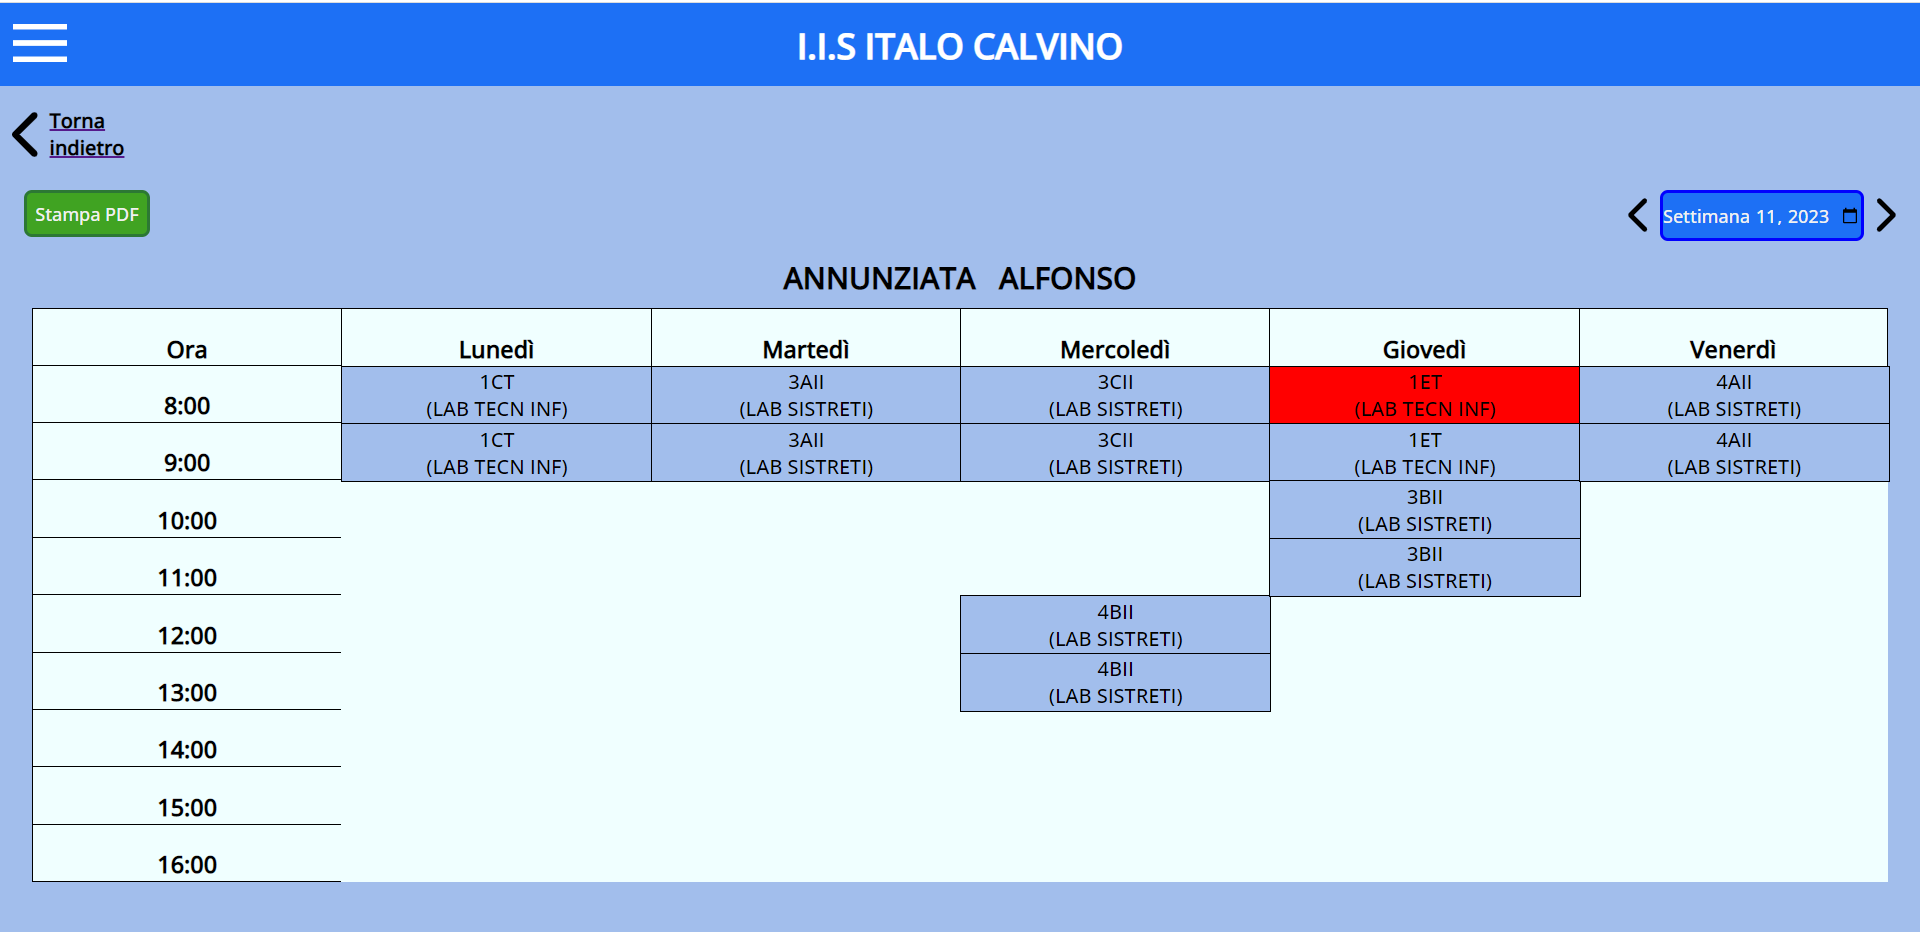 I.I.S ITALO CALVINO
Torna
indietro
Stampa PDF
Settimana 11, 2023
ANNUNZIATA ALFONSO
Ora Lunedì Martedì Mercoledì Giovedì Venerdì
8:00 1CT 3AII 3CII 1ET 4AII
(LAB TECN INF) (LAB SISTRETI) (LAB SISTRETI) (LAB TECN INF) (LAB SISTRETI)
9:00 1CT 3AII 3CII 1ET 4AII
(LAB TECN INF) (LAB SISTRETI) (LAB SISTRETI) (LAB TECN INF) (LAB SISTRETI)
10:00 3BII
(LAB SISTRETI)
11:00 3BII
(LAB SISTRETI)
12:00 4BII
(LAB SISTRETI)
13:00 4BII
(LAB SISTRETI)
14:00
15:00
16:00